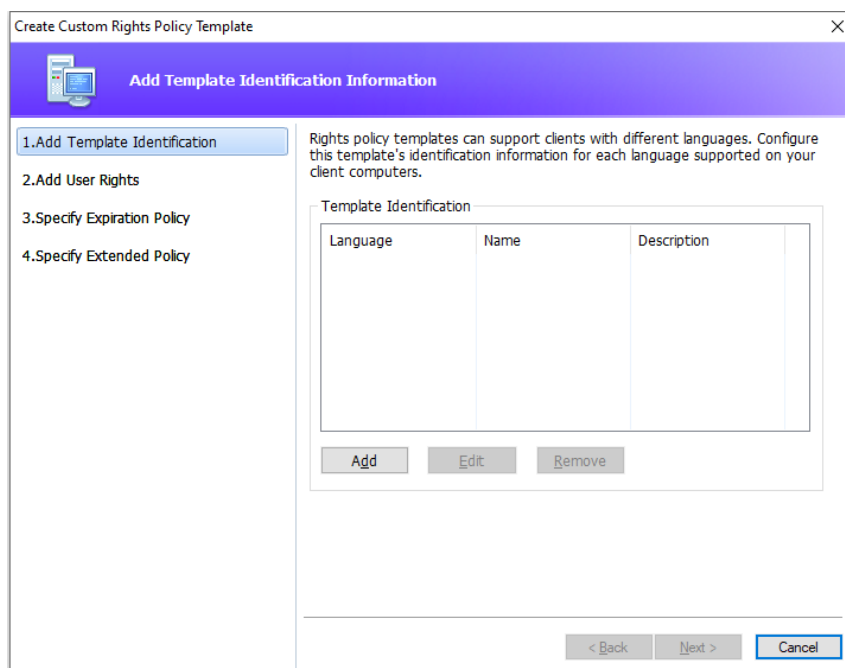 Create Custom Rights Policy Template
Add Template Identification Information
1.Add Template Identification
2.Add User Rights
3.Specify Expiration Policy
4.Specify Extended Policy
Rights policy templates can support clients with different languages. Configure
this template's identification information for each language supported on your
client computers.
Template Identification
Language Name Description
Add Edit Remove
< Back Next > Cancel